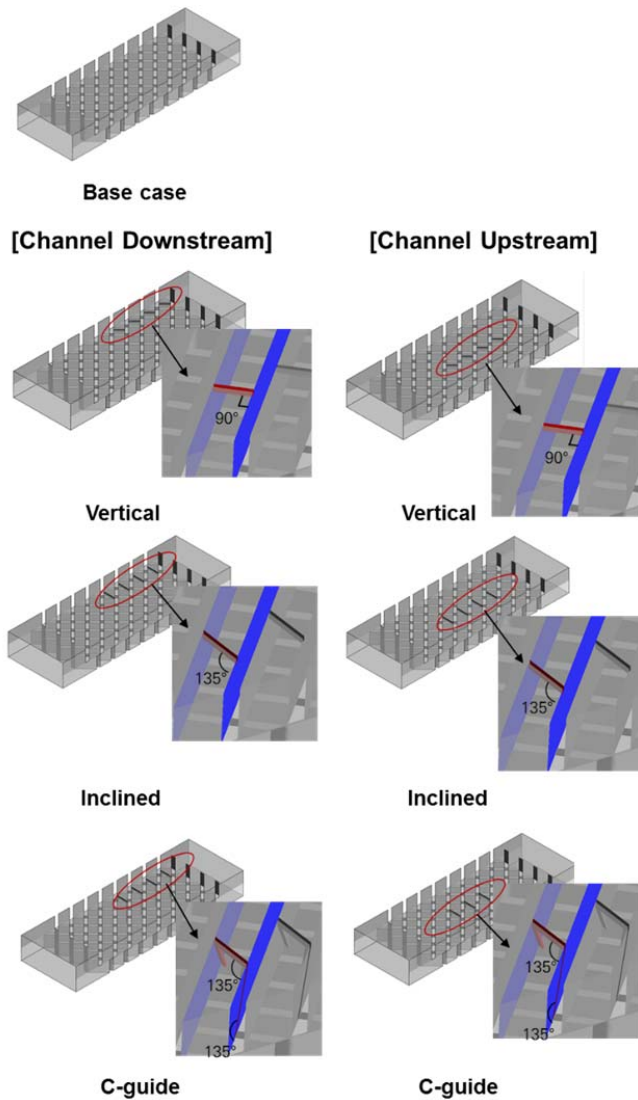 Base case
[Channel Downstream]
[Channel Upstream]
90°
90°
Vertical
Vertical
135°
135°
Inclined
Inclined
135°
135°
135°
135°
C-guide
C-guide